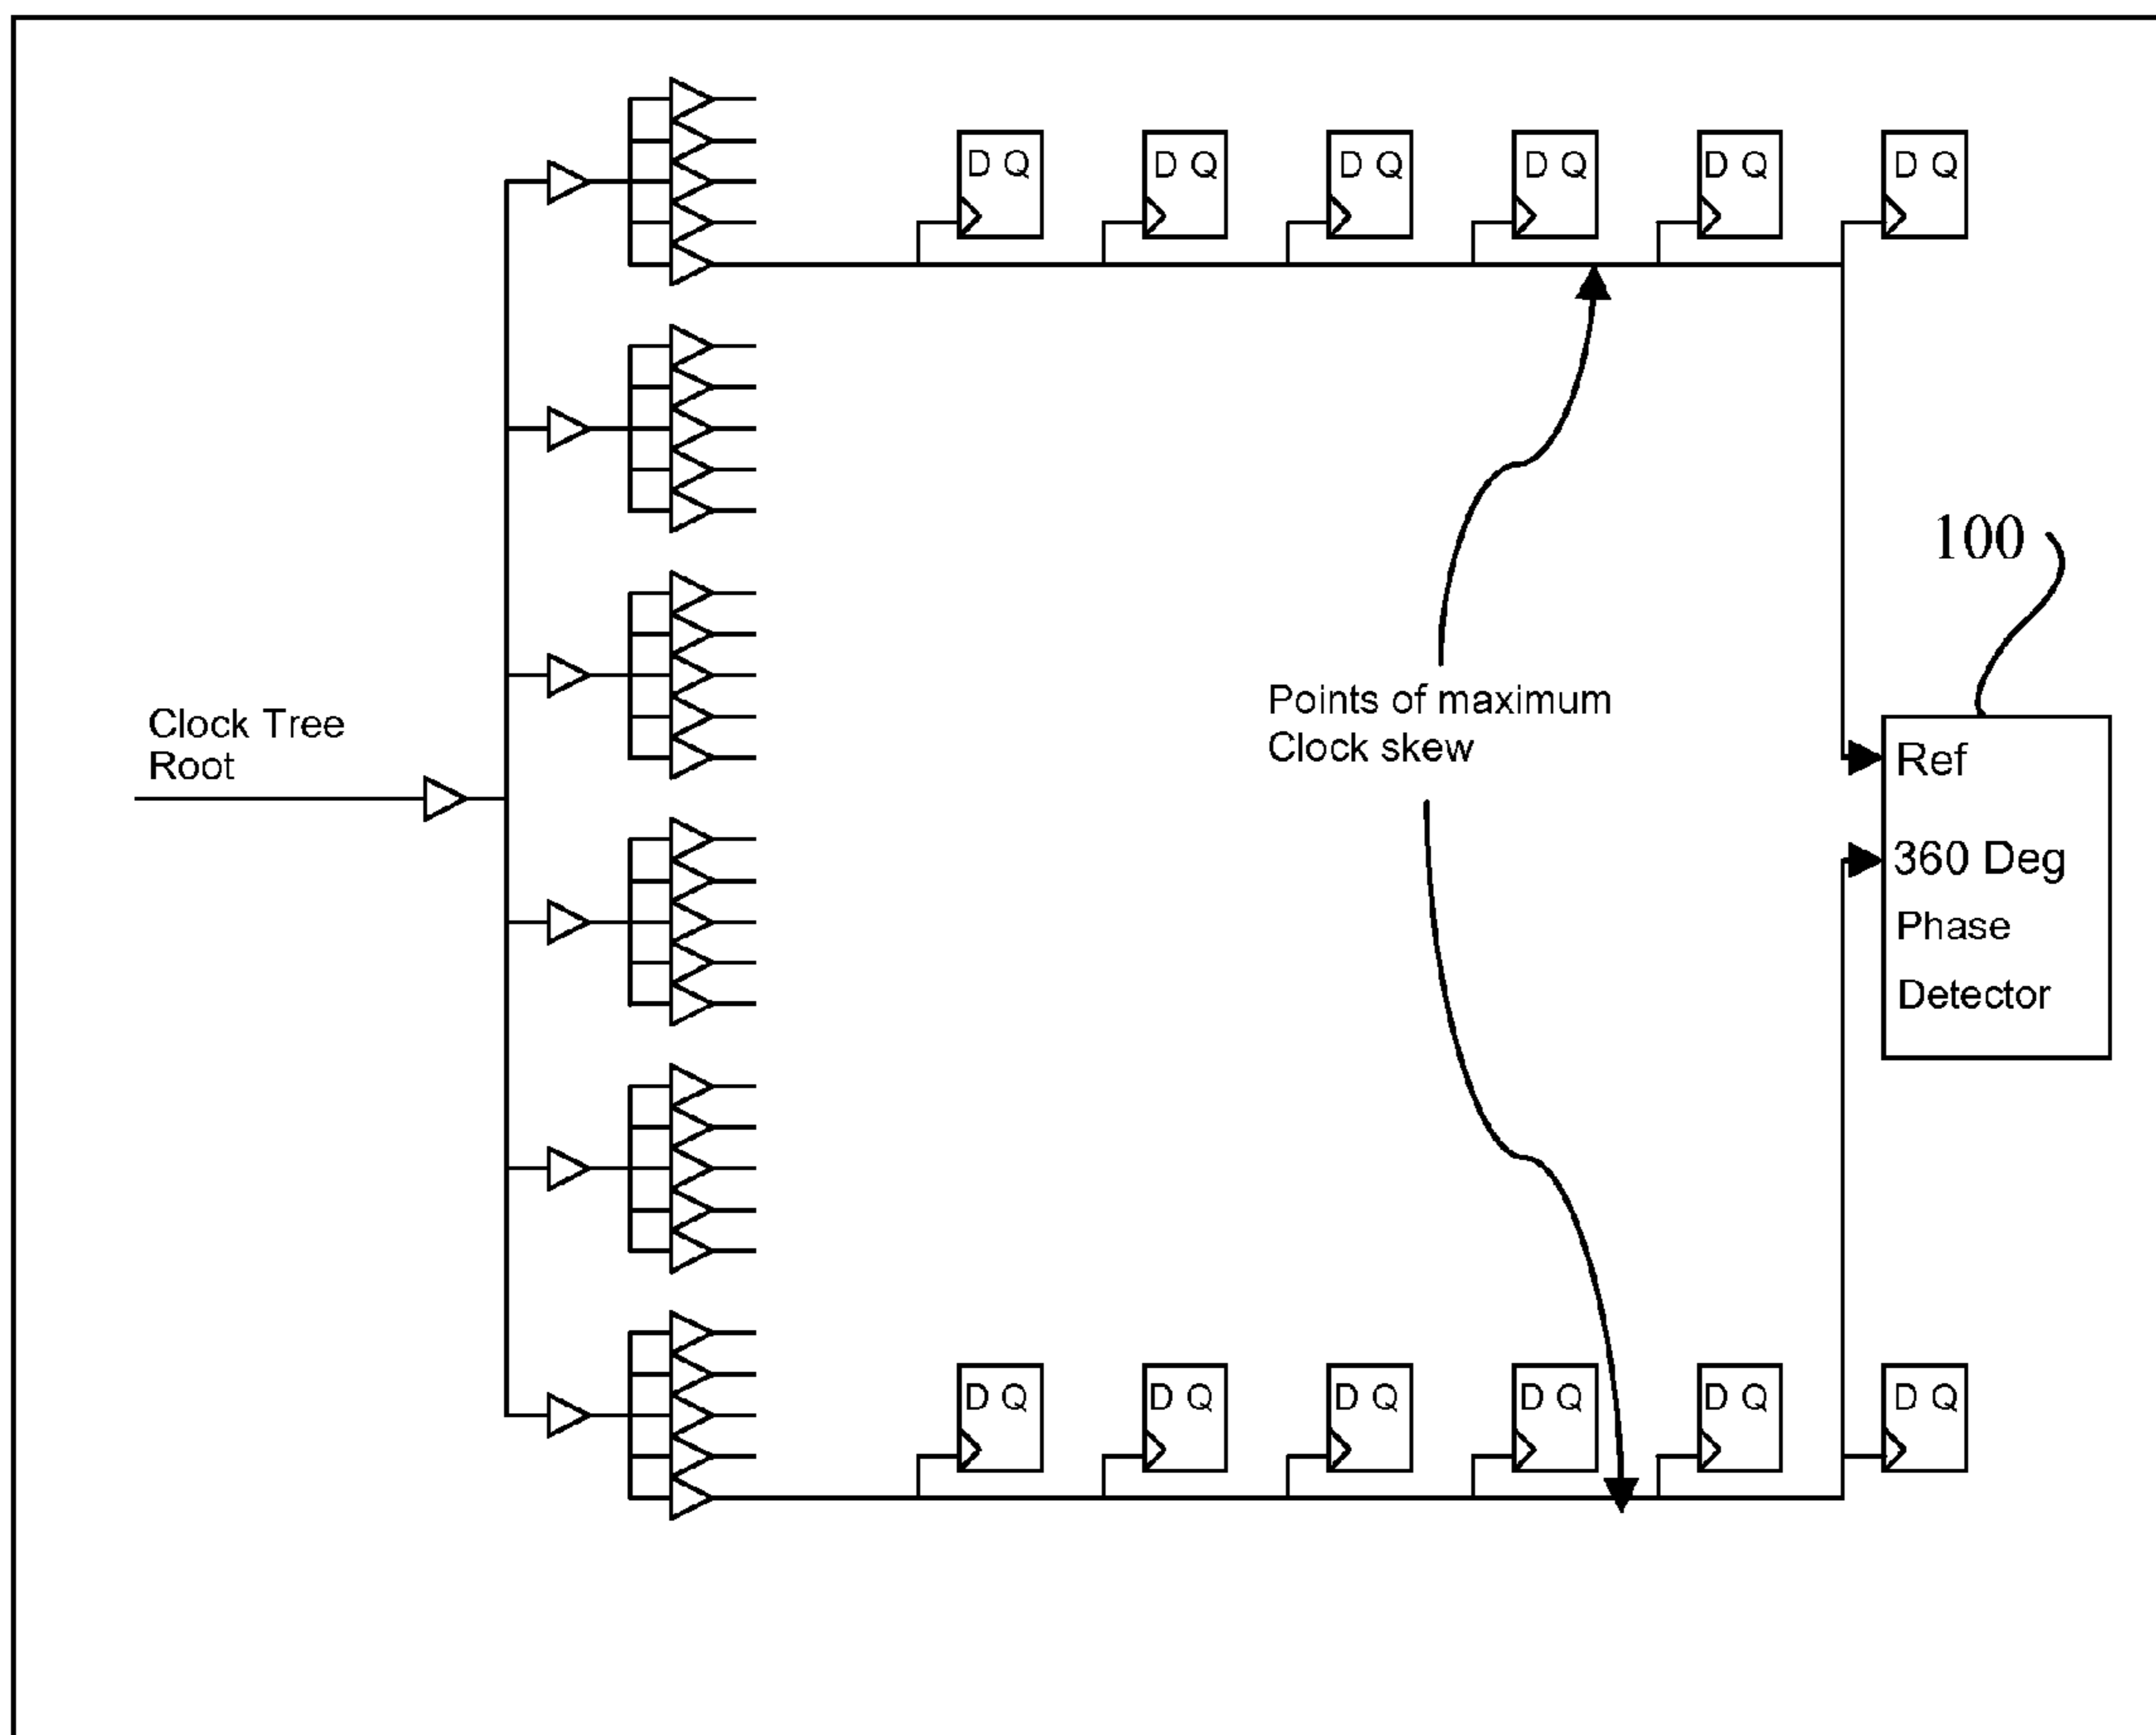 D Q D Q D Q D Q D Q D Q
100
Points of maximum
Clock skew
Clock Tree
Root
Ref
360 Deg
Phase
Detector
D Q D Q D Q D Q D Q D Q